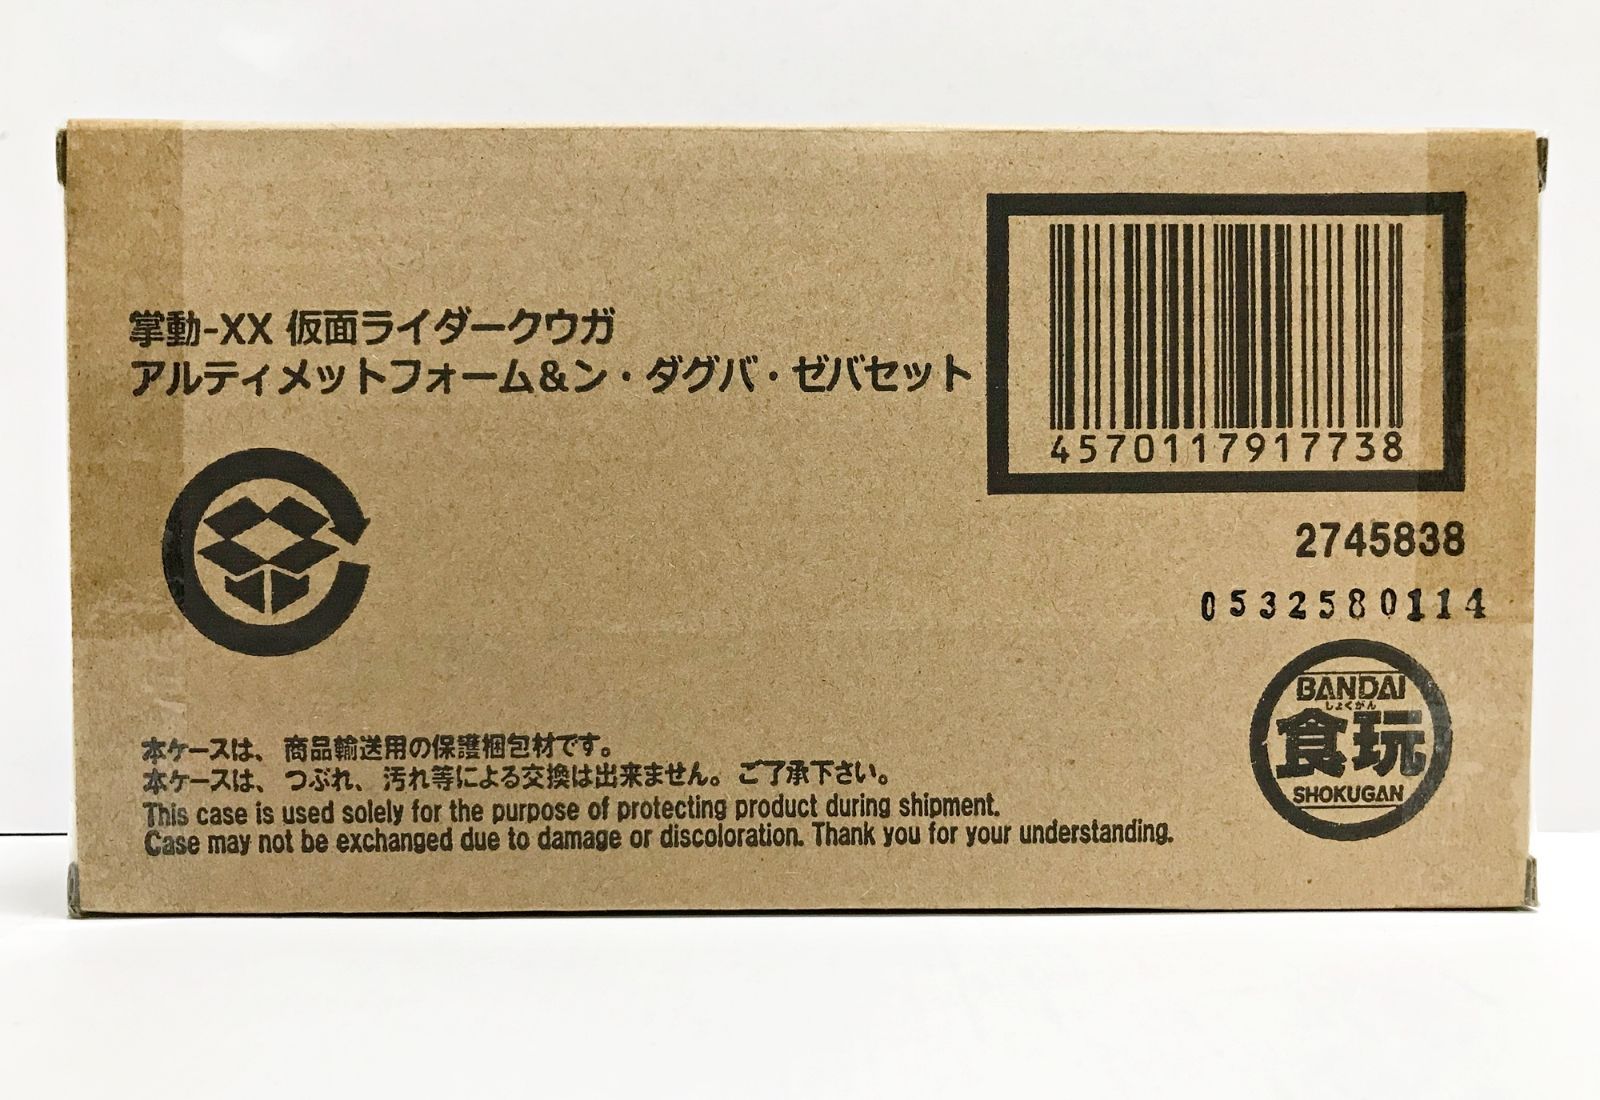 掌動-XX 仮面ライダークウガ
アルティメットフォーム＆ン・ダグバ・ゼバセット
4570117917738
2745838
0532580114
BANDAI
しょくがん
食玩
SHOKUGAN
本ケースは、商品輸送用の保護梱包材です。
本ケースは、つぶれ、汚れ等による交換は出来ません。ご了承下さい。
This case is used solely for the purpose of protecting product during shipment.
Case may not be exchanged due to damage or discoloration. Thank you for your understanding.